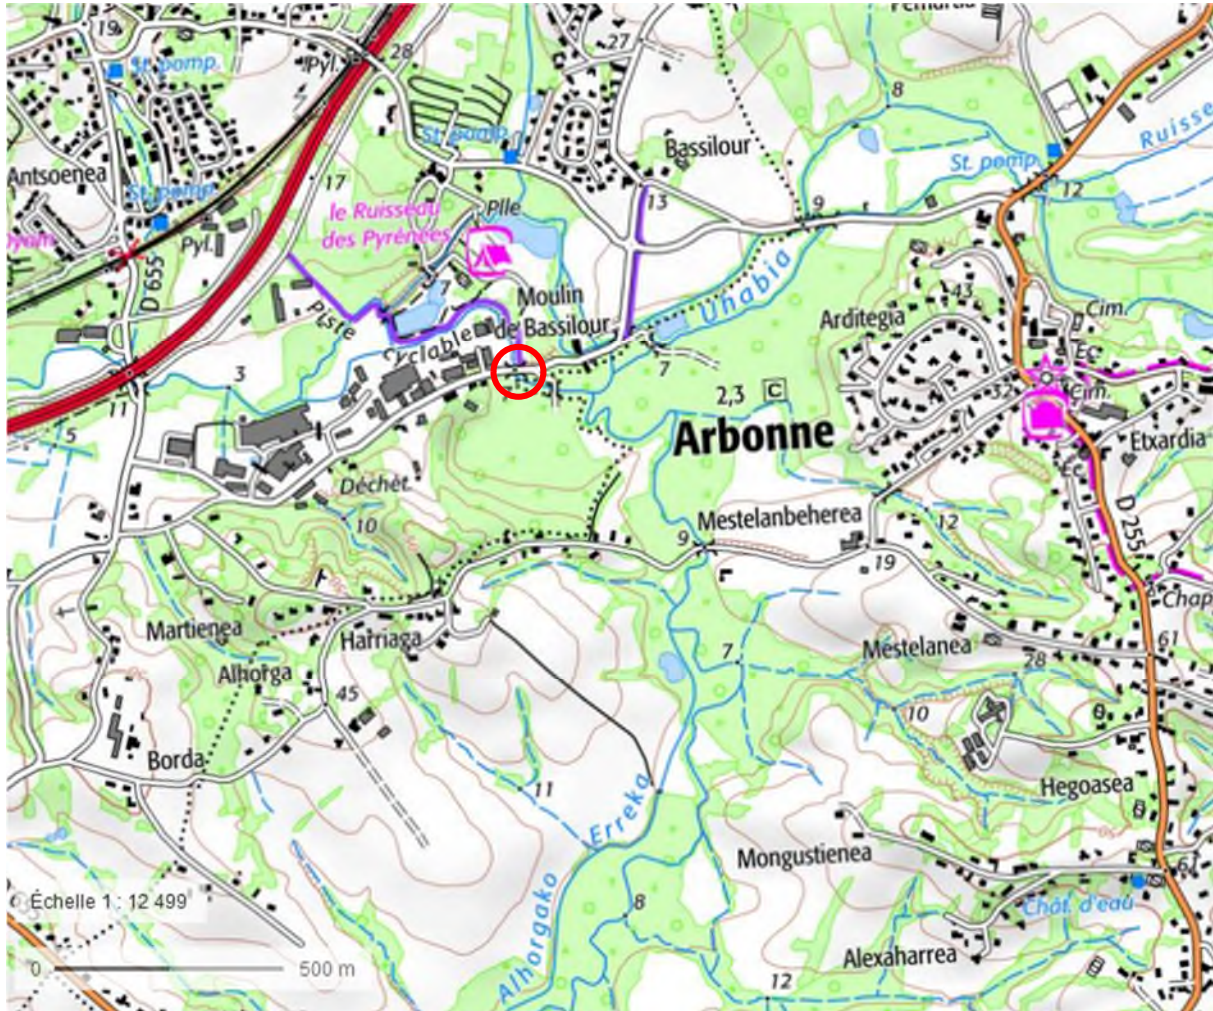 19
St. pomp.
Pyl.
28
27
8
Ruisse
Antsoenea
St. pomp.
17
St. pomp.
Bassilour
St. pomp.
12
Pyl.
le Ruisseau
des Pyrénées
Plle
13
9
D 655
7
Moulin
de Bassilour
Piste
cyclable
Uhabia
Arditegia
43
Cim.
Ec.
3
11
5
7
2,3
C
32
Cim.
Arbonne
Etxardia
Déchèt.
10
Mestelanbeherea
12
Ec.
D 255
9
19
Chap
Martienea
Harriaga
Alhorga
45
7
Mestelanea
28
61
10
Borda
11
Erreka
Hegoasea
Mongustienea
61
Chât. d'eau
Échelle 1 : 12 499
8
Alhorgako
Alexaharrea
0
500 m
12